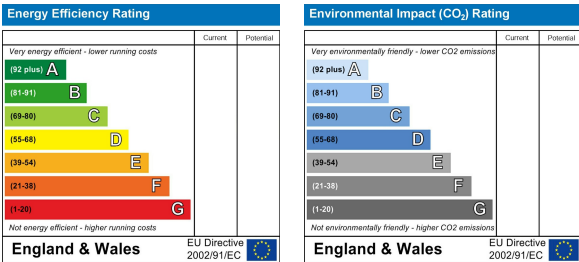 Energy Efficiency Rating
Current Potential
Very energy efficient - lower running costs
(92 plus) A
(81-91) B
(69-80) C
(55-68) D
(39-54) E
(21-38) F
(1-20) G
Not energy efficient - higher running costs
England & Wales
EU Directive
2002/91/EC
Environmental Impact (CO₂) Rating
Current Potential
Very environmentally friendly - lower CO2 emissions
(92 plus) A
(81-91) B
(69-80) C
(55-68) D
(39-54) E
(21-38) F
(1-20) G
Not environmentally friendly - higher CO2 emissions
England & Wales
EU Directive
2002/91/EC